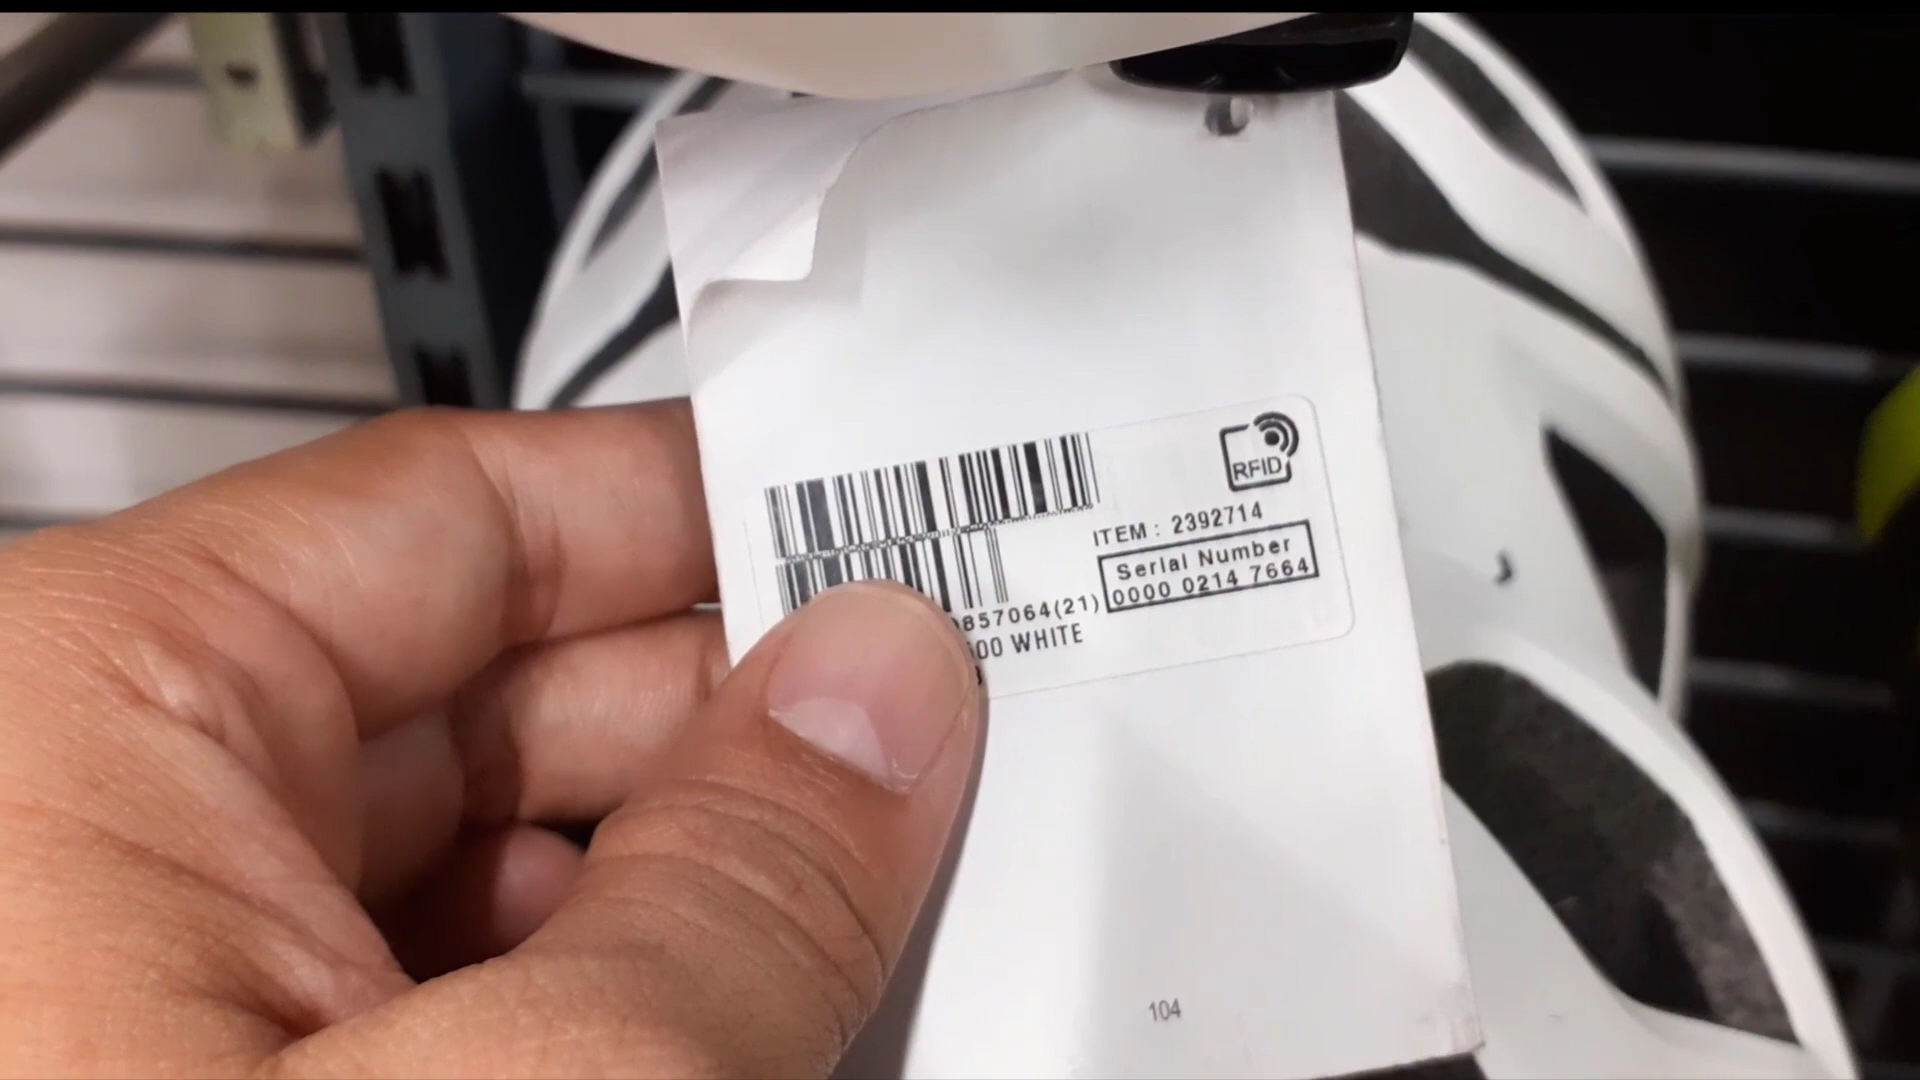 RFID
ITEM : 2392714
Serial Number
0000 0214 7664
857064(21)
00 WHITE
104